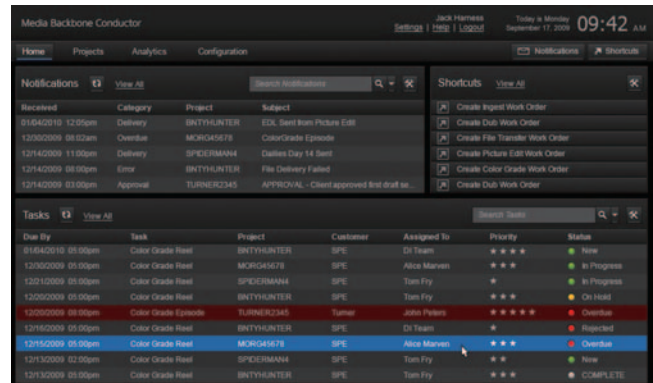 Media Backbone Conductor
Jack Harness
Settings | Help | Logout
Today is Monday
September 17, 2009
09:42 AM
Home Projects Analytics Configuration
Notifications Shortcuts
Notifications View All Search Notifications
Received Category Project Subject
01/04/2010 12:05pm Delivery BNTYHUNTER EDL Sent from Picture Edit
12/30/2009 08:02am Overdue MORG45678 ColorGrade Episode
12/14/2009 11:00pm Delivery SPIDERMAN4 Dailies Day 14 Sent
12/14/2009 08:00pm Error BNTYHUNTER File Delivery Failed
12/14/2009 03:00pm Approval TURNER2345 APPROVAL - Client approved first draft se...
Shortcuts View All
Create Ingest Work Order
Create Dub Work Order
Create File Transfer Work Order
Create Picture Edit Work Order
Create Color Grade Work Order
Create Dub Work Order
Tasks View All Search Tasks
Due By Task Project Customer Assigned To Priority Status
01/04/2010 05:00pm Color Grade Reel BNTYHUNTER SPE DI Team ★★★★ New
12/30/2009 05:00pm Color Grade Reel MORG45678 SPE Alice Marven ★★★ In Progress
12/21/2009 05:00pm Color Grade Reel SPIDERMAN4 SPE Tom Fry ★ In Progress
12/20/2009 05:00pm Color Grade Reel BNTYHUNTER SPE Tom Fry ★★★ On Hold
12/20/2009 08:00pm Color Grade Episode TURNER2345 Turner John Peters ★★★★★ Overdue
12/16/2009 05:00pm Color Grade Reel BNTYHUNTER SPE DI Team ★ Rejected
12/15/2009 05:00pm Color Grade Reel MORG45678 SPE Alice Marven ★★★ Overdue
12/13/2009 02:00pm Color Grade Reel SPIDERMAN4 SPE Tom Fry ★★ New
12/13/2009 05:00pm Color Grade Reel BNTYHUNTER SPE Tom Fry ★★★ COMPLETE